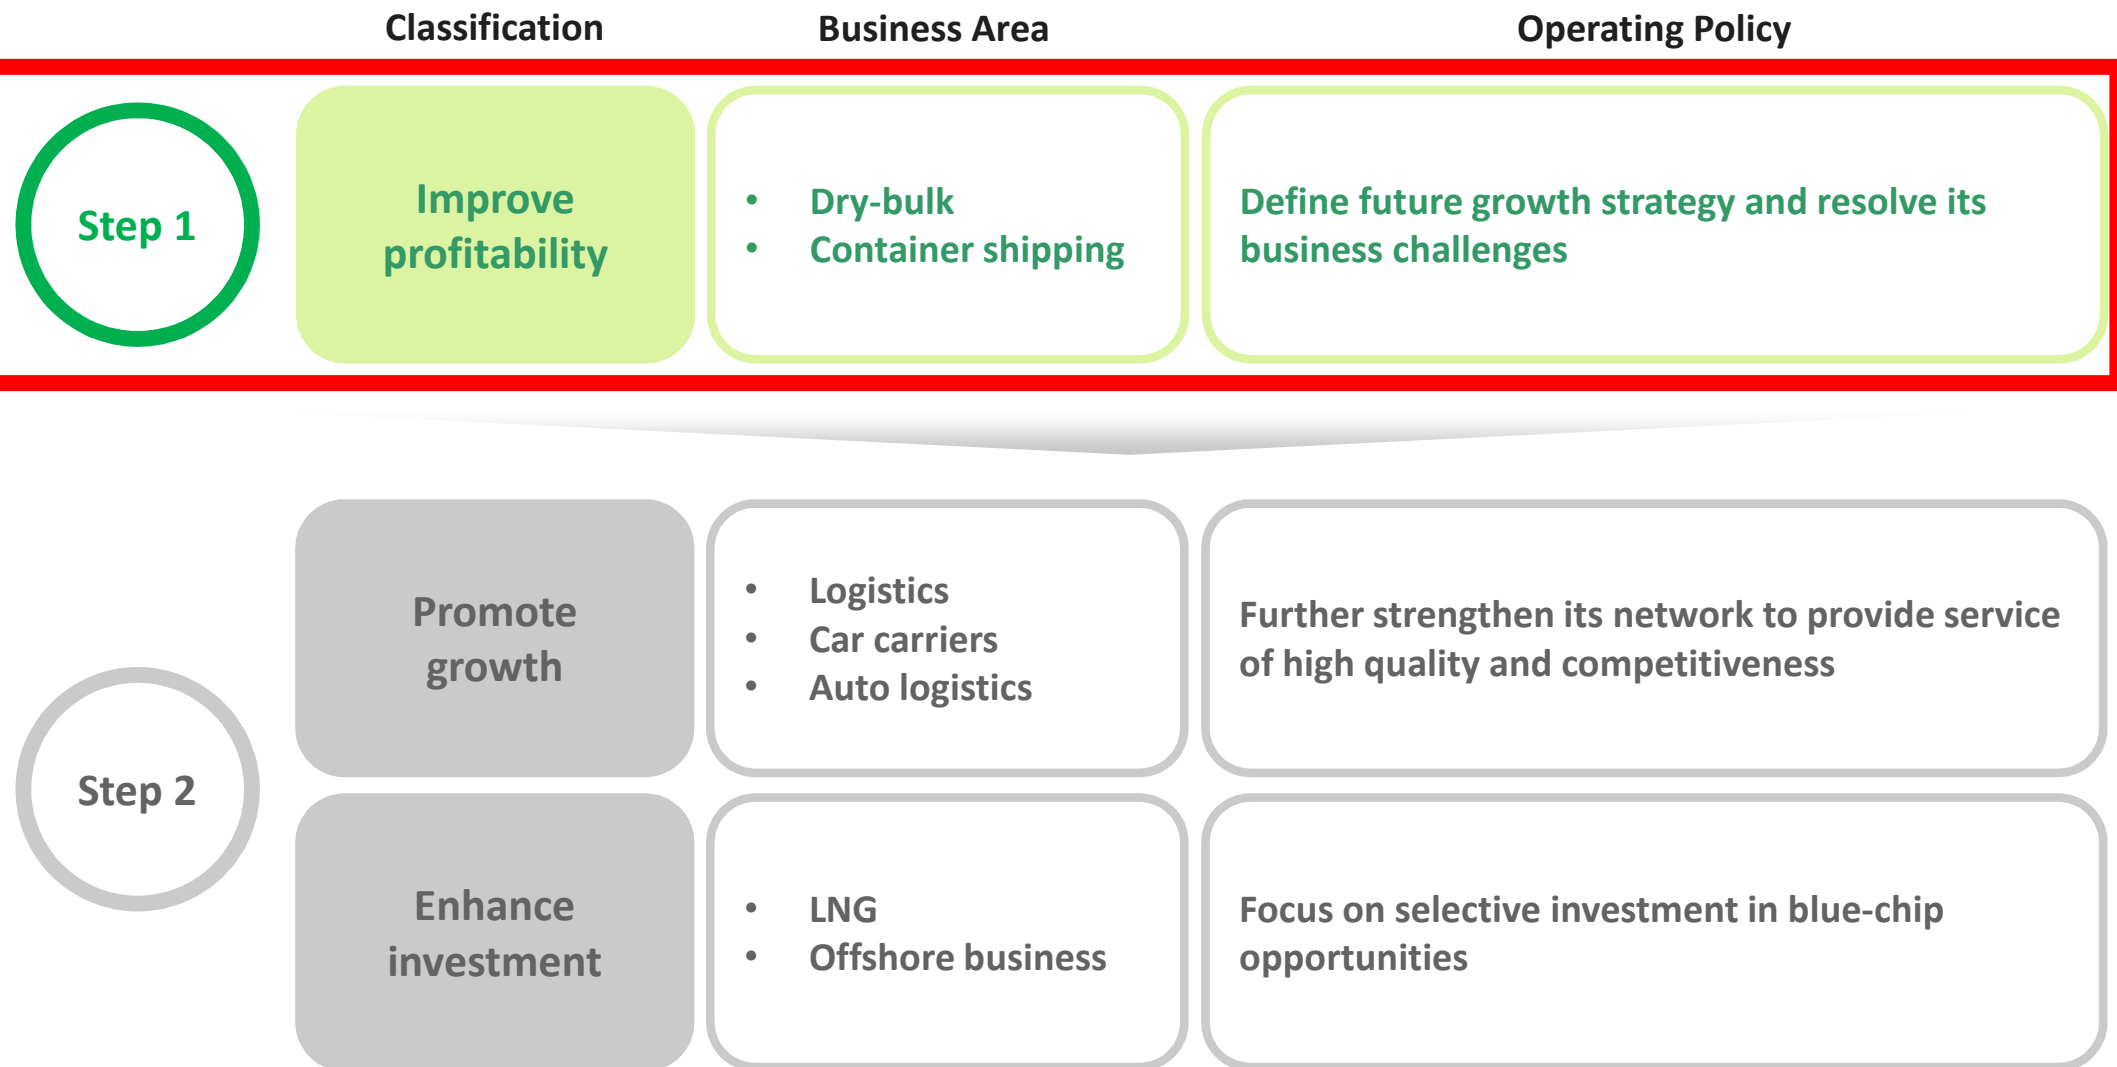 Classification
Business Area
Operating Policy
Step 1
Improve
profitability
• Dry-bulk
• Container shipping
Define future growth strategy and resolve its
business challenges
Step 2
Promote
growth
• Logistics
• Car carriers
• Auto logistics
Further strengthen its network to provide service
of high quality and competitiveness
Enhance
investment
• LNG
• Offshore business
Focus on selective investment in blue-chip
opportunities